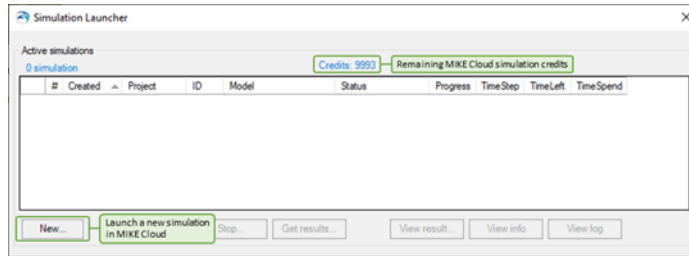 Simulation Launcher
Active simulations
0 simulation
Credits: 9993
Remaining MIKE Cloud simulation credits
# Created Project ID Model Status Progress TimeStep TimeLeft TimeSpend
New...
Launch a new simulation
in MIKE Cloud
Stop...
Get results...
View result...
View info
View log